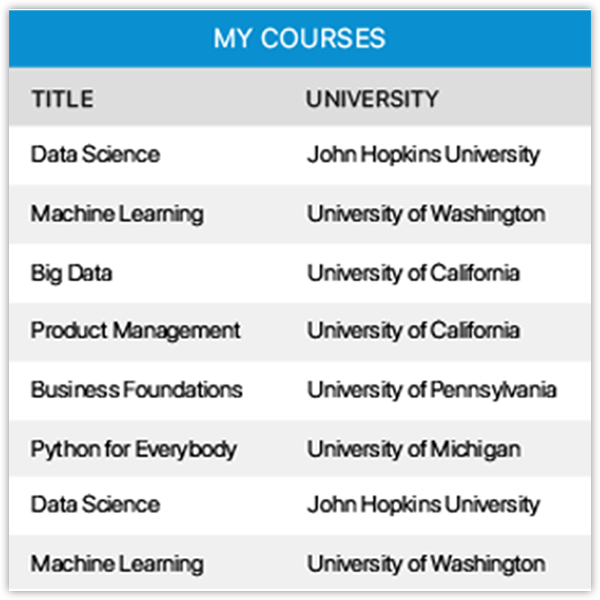 MY COURSES
TITLE UNIVERSITY
Data Science John Hopkins University
Machine Learning University of Washington
Big Data University of California
Product Management University of California
Business Foundations University of Pennsylvania
Python for Everybody University of Michigan
Data Science John Hopkins University
Machine Learning University of Washington